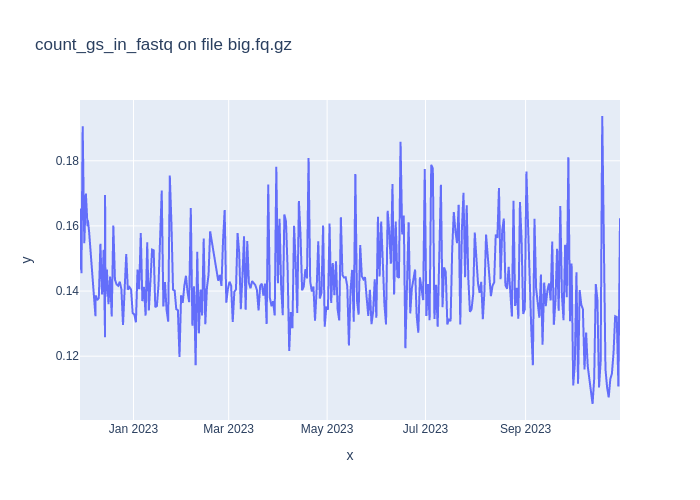 count_gs_in_fastq on file big.fq.gz
0.18
0.16
0.14
0.12
y
Jan 2023
Mar 2023
May 2023
Jul 2023
Sep 2023
x